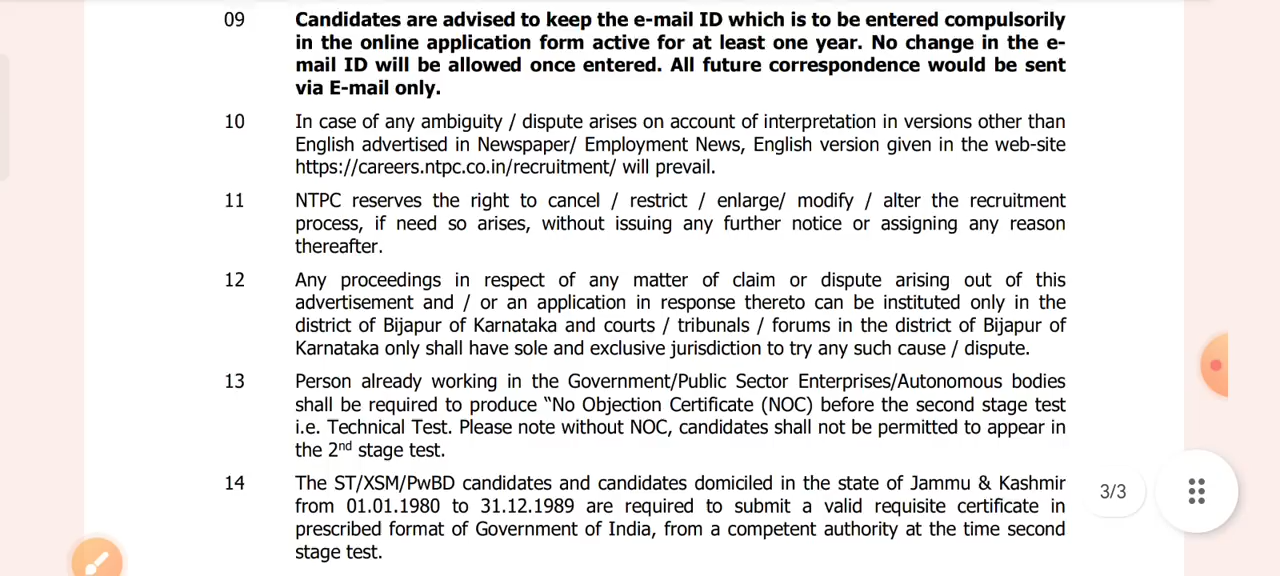 09 Candidates are advised to keep the e-mail ID which is to be entered compulsorily
in the online application form active for at least one year. No change in the e-
mail ID will be allowed once entered. All future correspondence would be sent
via E-mail only.
10 In case of any ambiguity / dispute arises on account of interpretation in versions other than
English advertised in Newspaper/ Employment News, English version given in the web-site
https://careers.ntpc.co.in/recruitment/ will prevail.
11 NTPC reserves the right to cancel / restrict / enlarge/ modify / alter the recruitment
process, if need so arises, without issuing any further notice or assigning any reason
thereafter.
12 Any proceedings in respect of any matter of claim or dispute arising out of this
advertisement and / or an application in response thereto can be instituted only in the
district of Bijapur of Karnataka and courts / tribunals / forums in the district of Bijapur of
Karnataka only shall have sole and exclusive jurisdiction to try any such cause / dispute.
13 Person already working in the Government/Public Sector Enterprises/Autonomous bodies
shall be required to produce "No Objection Certificate (NOC) before the second stage test
i.e. Technical Test. Please note without NOC, candidates shall not be permitted to appear in
the 2nd stage test.
14 The ST/XSM/PwBD candidates and candidates domiciled in the state of Jammu & Kashmir
from 01.01.1980 to 31.12.1989 are required to submit a valid requisite certificate in
prescribed format of Government of India, from a competent authority at the time second
stage test.
3/3